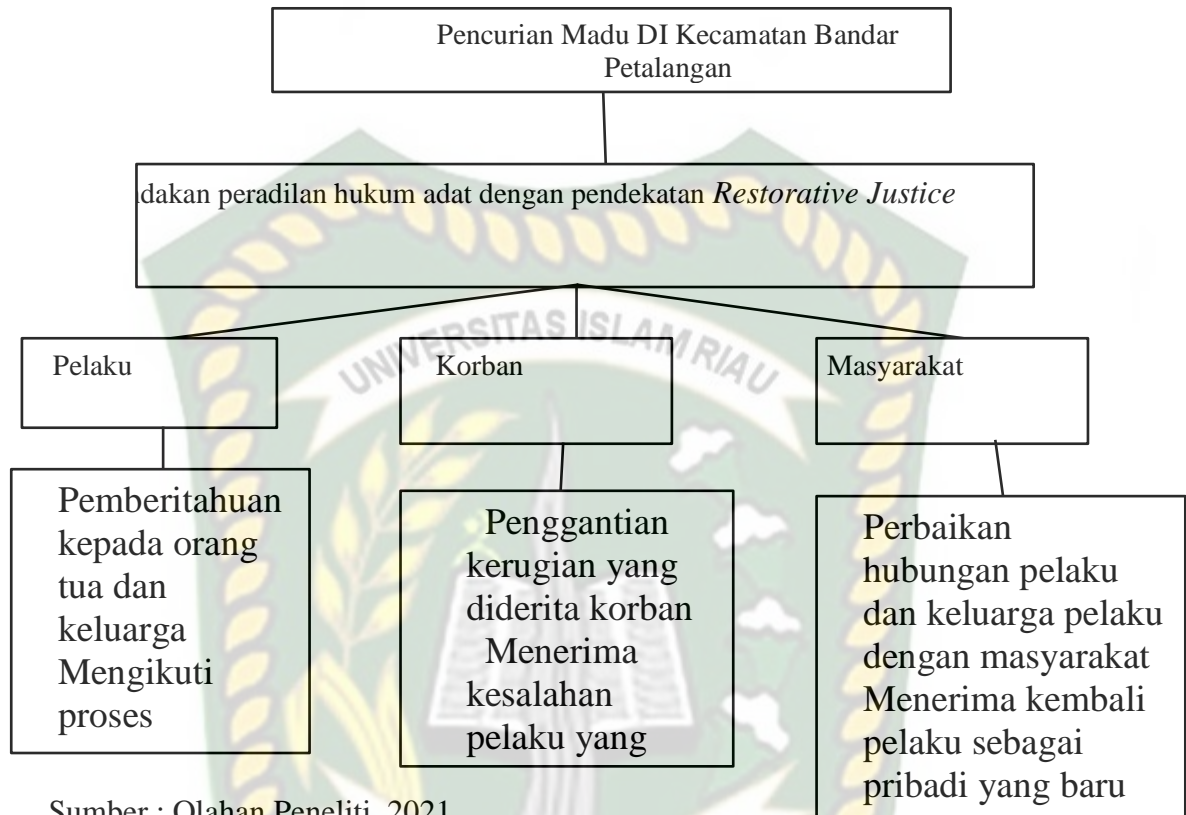 Pencurian Madu DI Kecamatan Bandar
Petalangan
dakan peradilan hukum adat dengan pendekatan Restorative Justice
UNIVERSITAS ISLAM RIAU
Pelaku
Korban
Masyarakat
Pemberitahuan
kepada orang
tua dan
keluarga
Mengikuti
proses
Penggantian
kerugian yang
diderita korban
Menerima
kesalahan
pelaku yang
Perbaikan
hubungan pelaku
dan keluarga pelaku
dengan masyarakat
Menerima kembali
pelaku sebagai
pribadi yang baru
Sumber : Olahan Peneliti, 2021